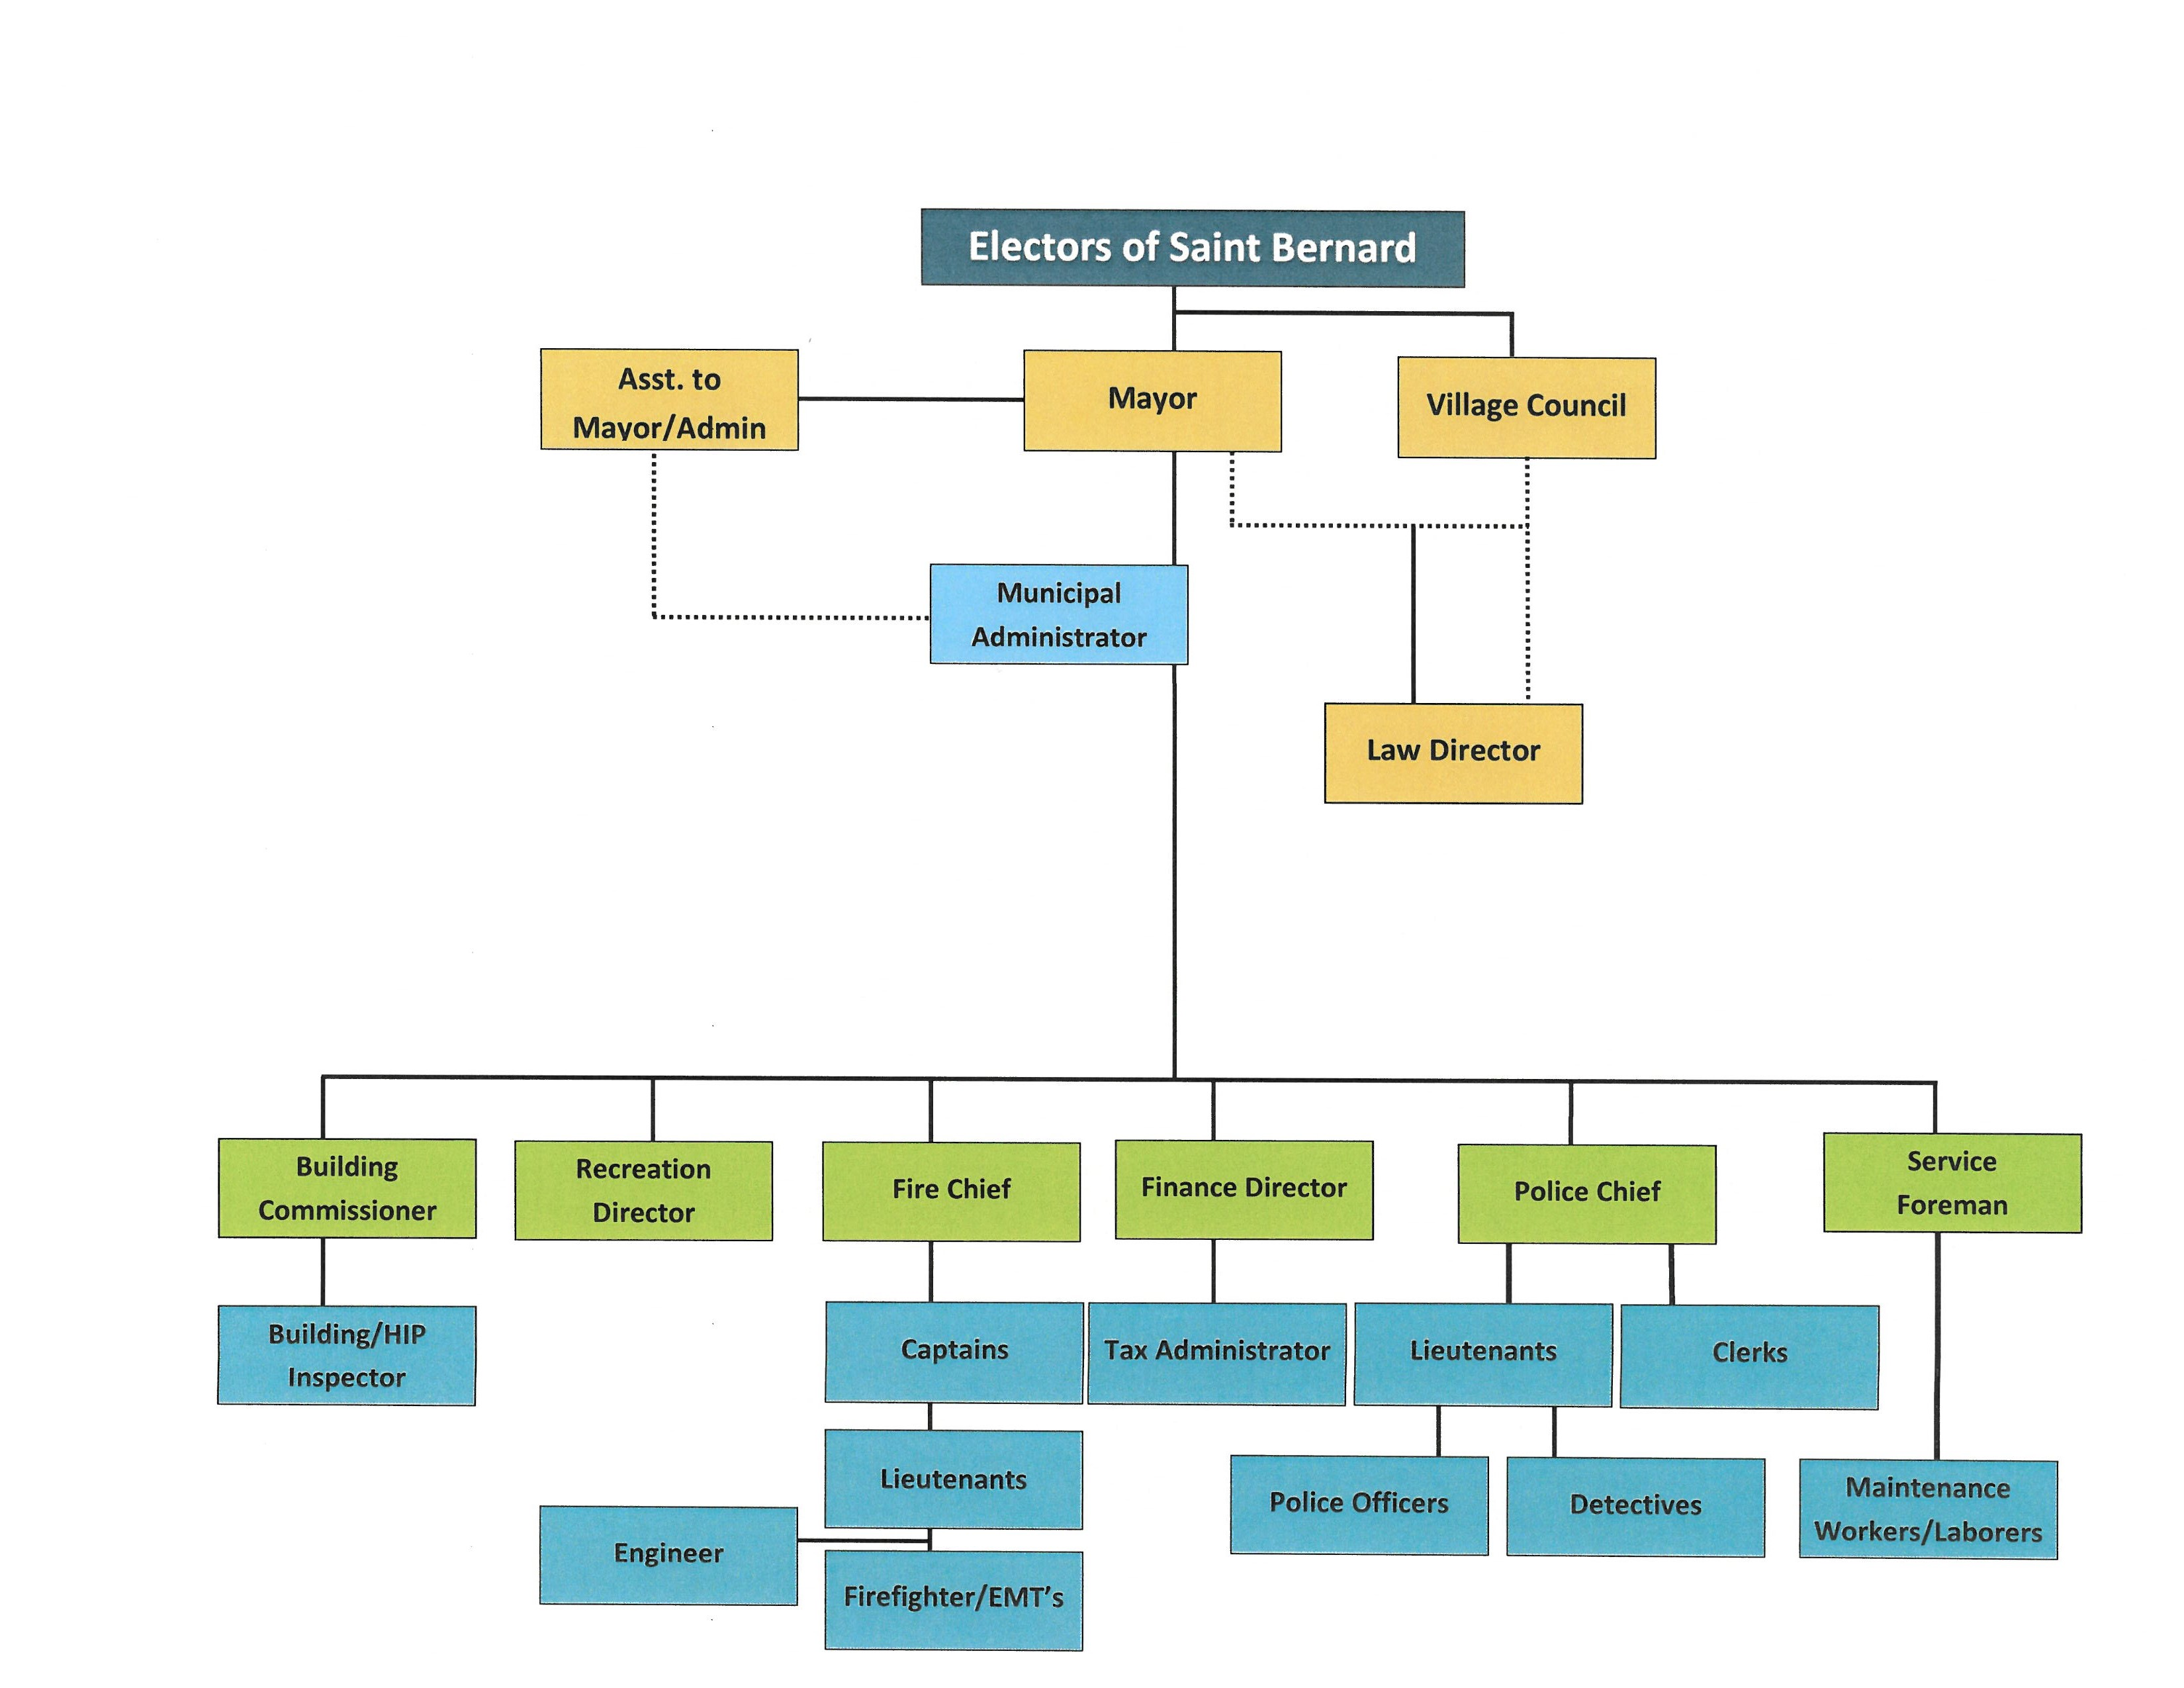 Electors of Saint Bernard
Asst. to
Mayor/Admin
Mayor
Village Council
Municipal
Administrator
Law Director
Building
Commissioner
Recreation
Director
Fire Chief
Finance Director
Police Chief
Service
Foreman
Building/HIP
Inspector
Captains
Tax Administrator
Lieutenants
Clerks
Lieutenants
Engineer
Firefighter/EMT’s
Police Officers
Detectives
Maintenance
Workers/Laborers